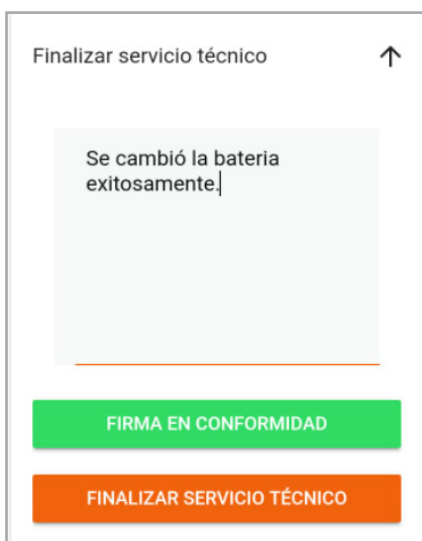 Finalizar servicio técnico
Se cambió la bateria
exitosamente.
FIRMA EN CONFORMIDAD
FINALIZAR SERVICIO TÉCNICO